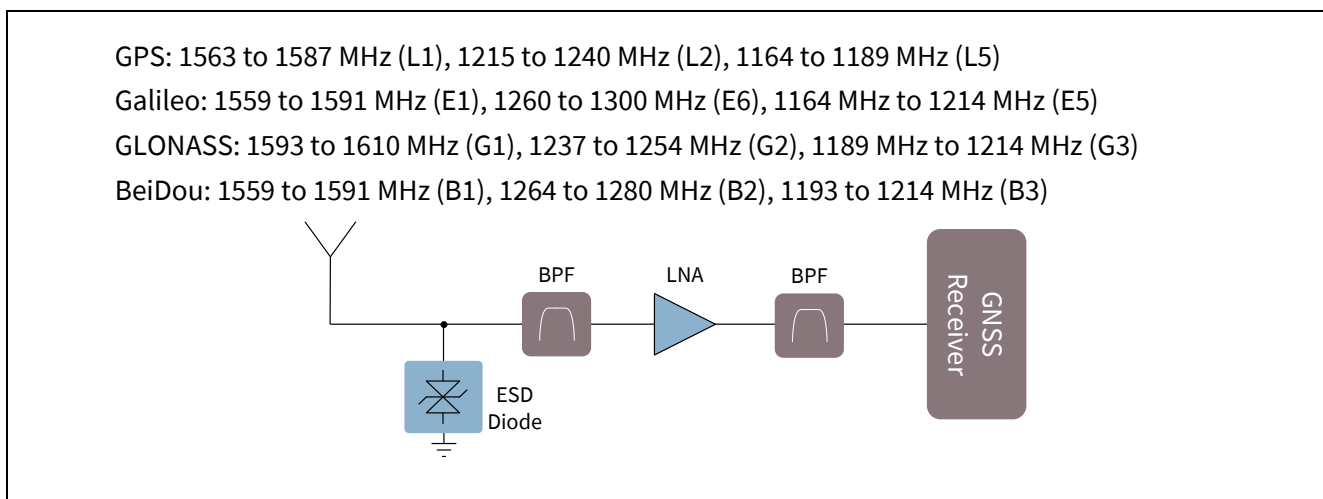 GPS: 1563 to 1587 MHz (L1), 1215 to 1240 MHz (L2), 1164 to 1189 MHz (L5)
Galileo: 1559 to 1591 MHz (E1), 1260 to 1300 MHz (E6), 1164 MHz to 1214 MHz (E5)
GLONASS: 1593 to 1610 MHz (G1), 1237 to 1254 MHz (G2), 1189 MHz to 1214 MHz (G3)
BeiDou: 1559 to 1591 MHz (B1), 1264 to 1280 MHz (B2), 1193 to 1214 MHz (B3)
BPF
LNA
BPF
GNSS
Receiver
ESD
Diode